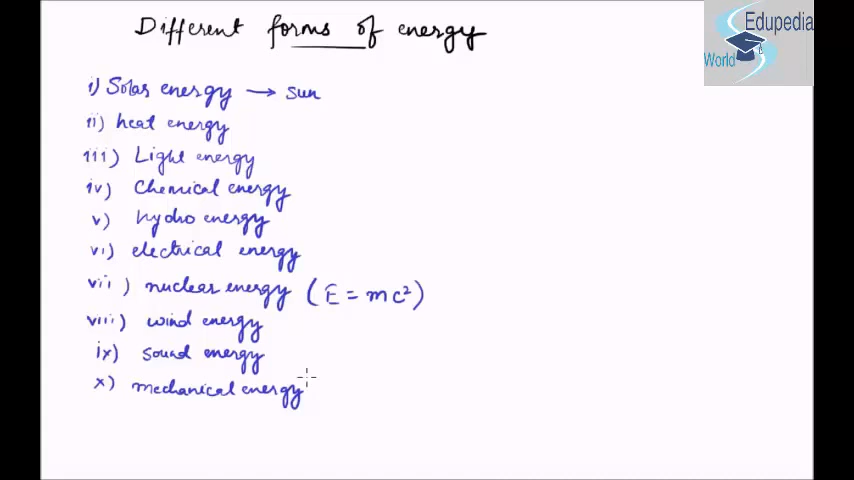 Different forms of energy
Edupedia
World
i) Solar energy → sun
ii) heat energy
iii) Light energy
iv) Chemical energy
v) hydro energy
vi) electrical energy
vii) nuclear energy (E = mc²)
viii) wind energy
ix) sound energy
x) mechanical energy